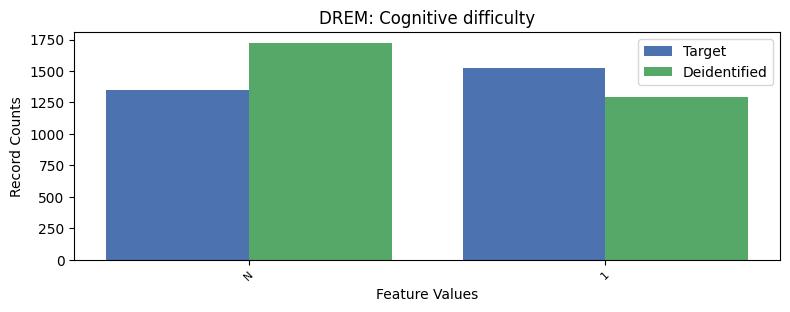 DREM: Cognitive difficulty
Target
Deidentified
Record Counts
1750
1500
1250
1000
750
500
250
0
N
1
Feature Values